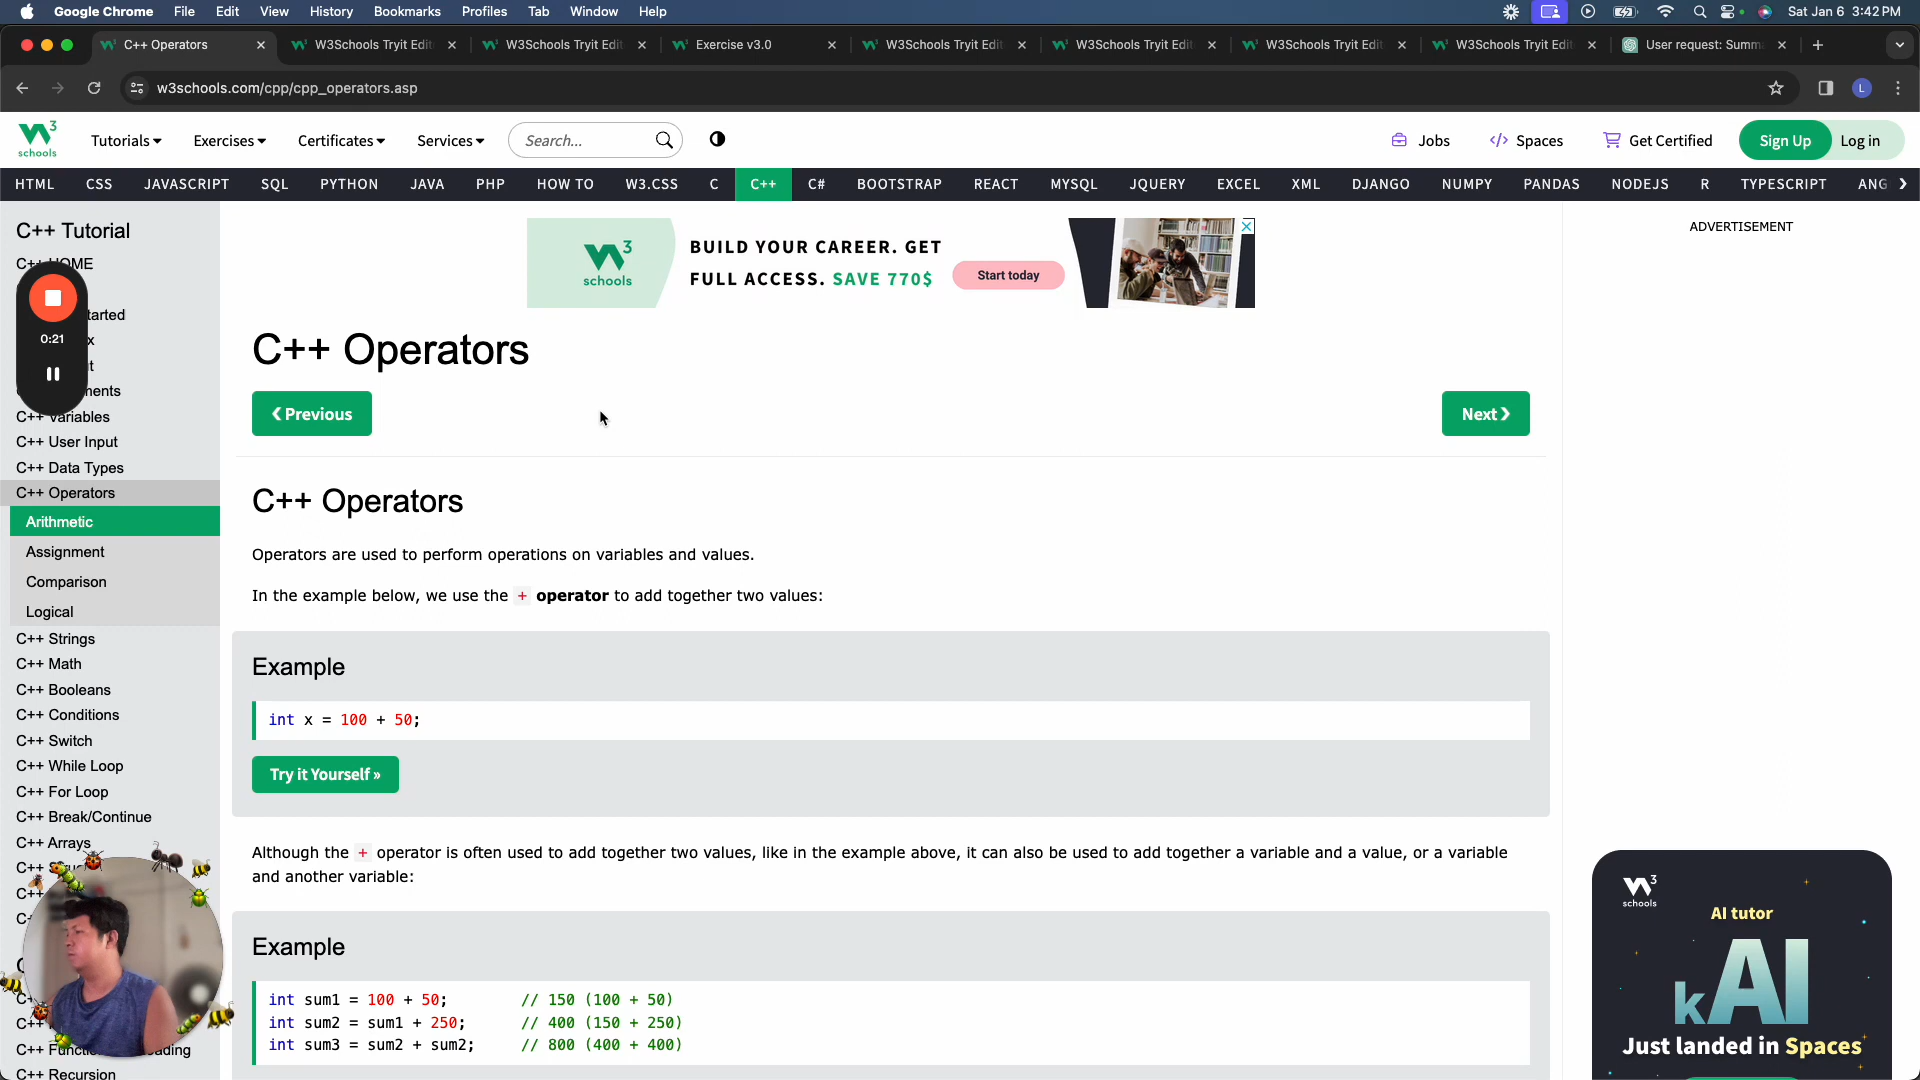 Google Chrome File Edit View History Bookmarks Profiles Tab Window Help
Sat Jan 6 3:42 PM
C++ Operators
W3Schools Tryit Edit
W3Schools Tryit Edit
Exercise v3.0
W3Schools Tryit Edit
W3Schools Tryit Edit
W3Schools Tryit Edit
W3Schools Tryit Edit
User request: Summ
w3schools.com/cpp/cpp_operators.asp
L
W3 schools
Tutorials
Exercises
Certificates
Services
Search...
Jobs
</> Spaces
Get Certified
Sign Up
Log in
HTML CSS JAVASCRIPT SQL PYTHON JAVA PHP HOW TO W3.CSS C C++ C# BOOTSTRAP REACT MYSQL JQUERY EXCEL XML DJANGO NUMPY PANDAS NODEJS R TYPESCRIPT ANG ❯
C++ Tutorial
C++ HOME
tarted
x
t
ments
C++ Variables
C++ User Input
C++ Data Types
C++ Operators
Arithmetic
Assignment
Comparison
Logical
C++ Strings
C++ Math
C++ Booleans
C++ Conditions
C++ Switch
C++ While Loop
C++ For Loop
C++ Break/Continue
C++ Arrays
C++
C++
C++ Recursion
0:21
W3 schools
BUILD YOUR CAREER. GET
FULL ACCESS. SAVE 770$
Start today
C++ Operators
❮ Previous
Next ❯
C++ Operators
Operators are used to perform operations on variables and values.
In the example below, we use the + operator to add together two values:
Example
int x = 100 + 50;
Try it Yourself »
Although the + operator is often used to add together two values, like in the example above, it can also be used to add together a variable and a value, or a variable
and another variable:
Example
int sum1 = 100 + 50; // 150 (100 + 50)
int sum2 = sum1 + 250; // 400 (150 + 250)
int sum3 = sum2 + sum2; // 800 (400 + 400)
ADVERTISEMENT
W3 schools
AI tutor
kAI
Just landed in Spaces